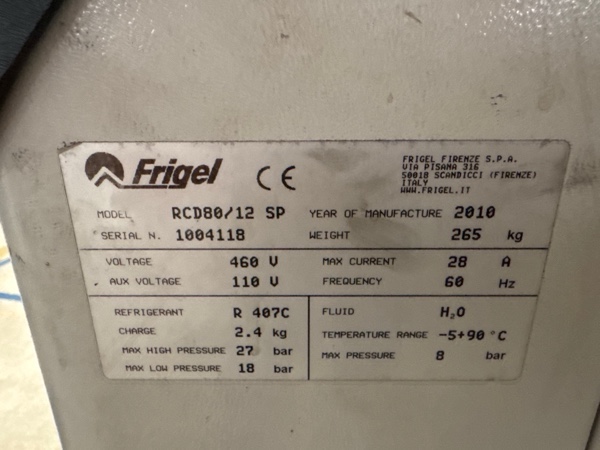 Frigel CE
FRIGEL FIRENZE S.P.A.
VIA PISANA 316
50018 SCANDICCI (FIRENZE)
ITALY
WWW.FRIGEL.IT
MODEL RCD80/12 SP YEAR OF MANUFACTURE 2010
SERIAL N. 1004118 WEIGHT 265 kg
VOLTAGE 460 V MAX CURRENT 28 A
AUX VOLTAGE 110 V FREQUENCY 60 Hz
REFRIGERANT R 407C FLUID H₂O
CHARGE 2.4 kg TEMPERATURE RANGE -5+90 °C
MAX HIGH PRESSURE 27 bar MAX PRESSURE 8 bar
MAX LOW PRESSURE 18 bar